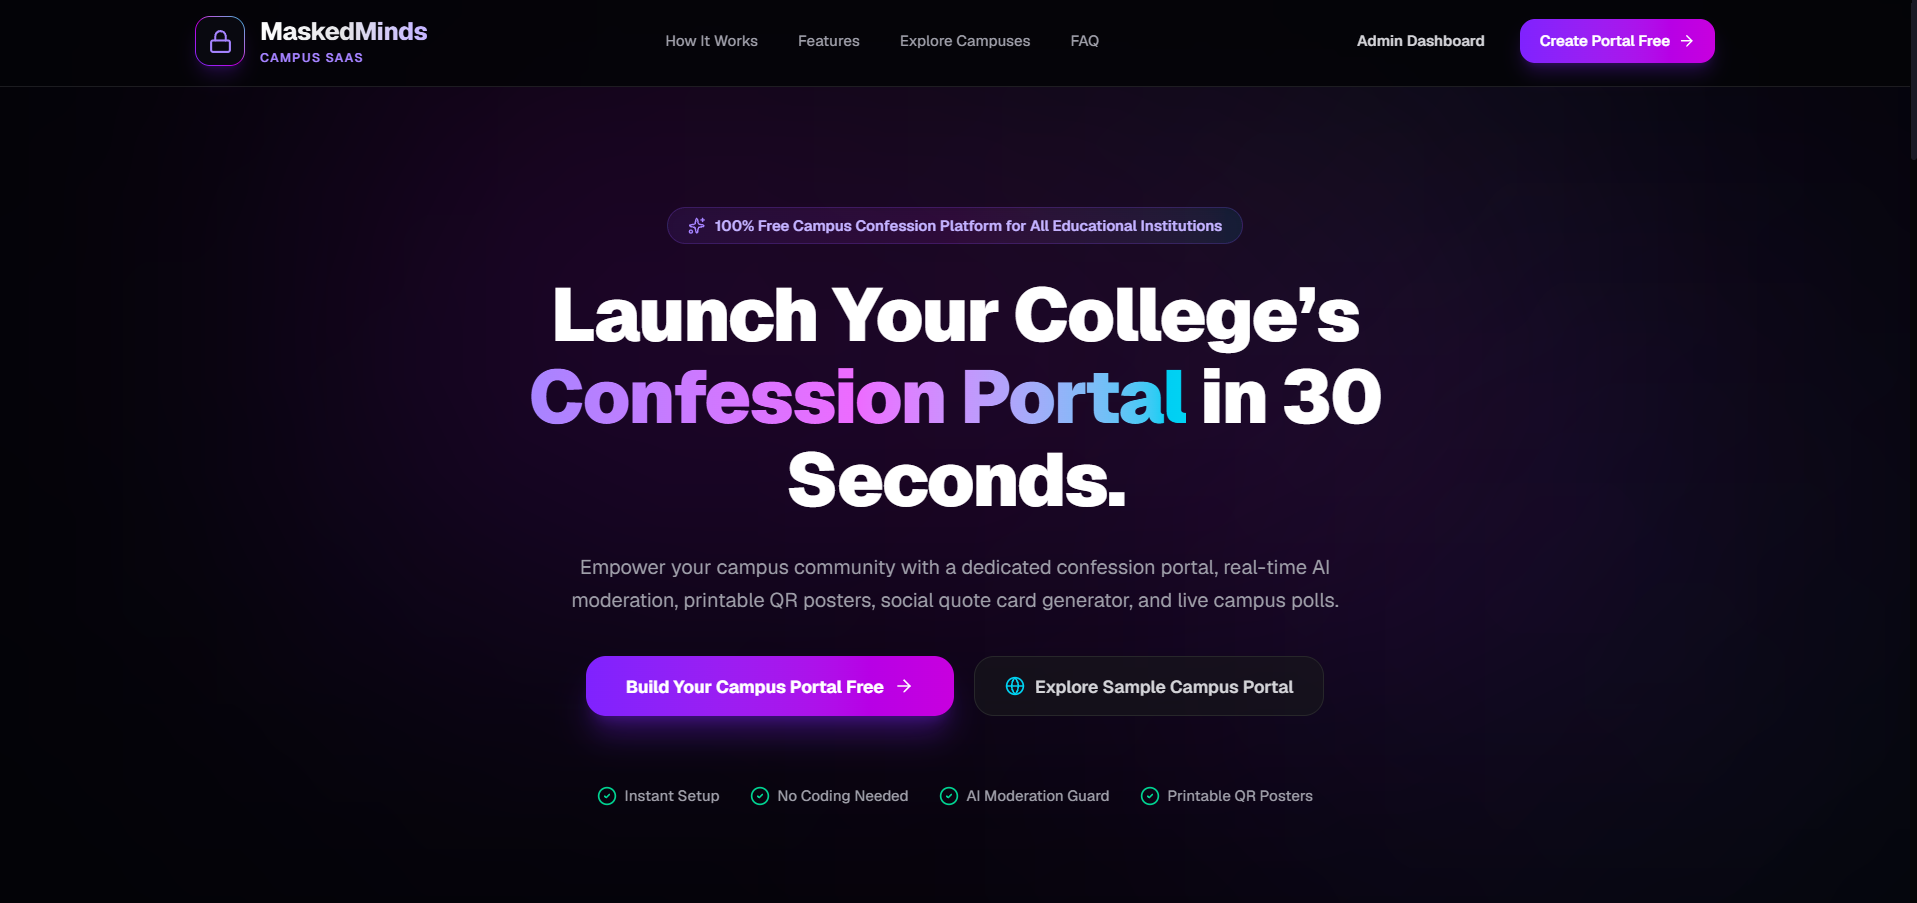 MaskedMinds
CAMPUS SAAS
How It Works
Features
Explore Campuses
FAQ
Admin Dashboard
Create Portal Free
100% Free Campus Confession Platform for All Educational Institutions
Launch Your College’s
Confession Portal in 30
Seconds.
Empower your campus community with a dedicated confession portal, real-time AI
moderation, printable QR posters, social quote card generator, and live campus polls.
Build Your Campus Portal Free
Explore Sample Campus Portal
Instant Setup
No Coding Needed
AI Moderation Guard
Printable QR Posters